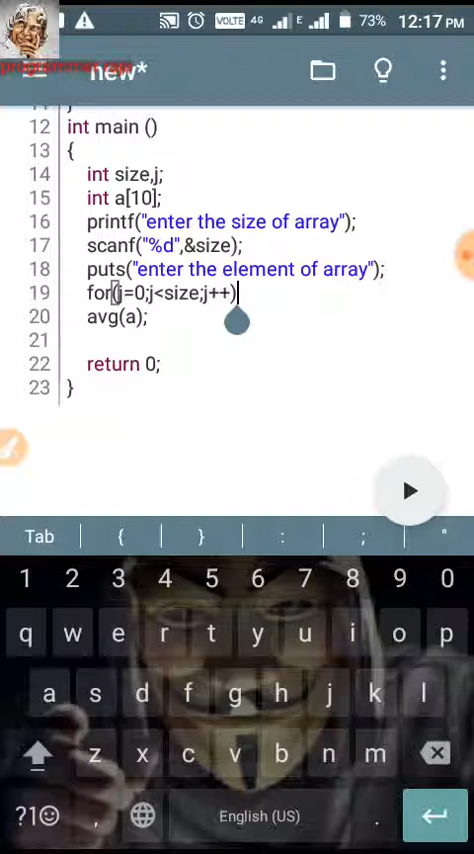 VOLTE 4G E 73% 12:17 PM
new*
11 }
12 int main ()
13 {
14 int size,j;
15 int a[10];
16 printf("enter the size of array");
17 scanf("%d",&size);
18 puts("enter the element of array");
19 for(j=0;j<size;j++)
20 avg(a);
21
22 return 0;
23 }
Tab { } : ; "
1 2 3 4 5 6 7 8 9 0
q w e r t y u i o p
a s d f g h j k l
z x c v b n m
?1☺ , English (US) .